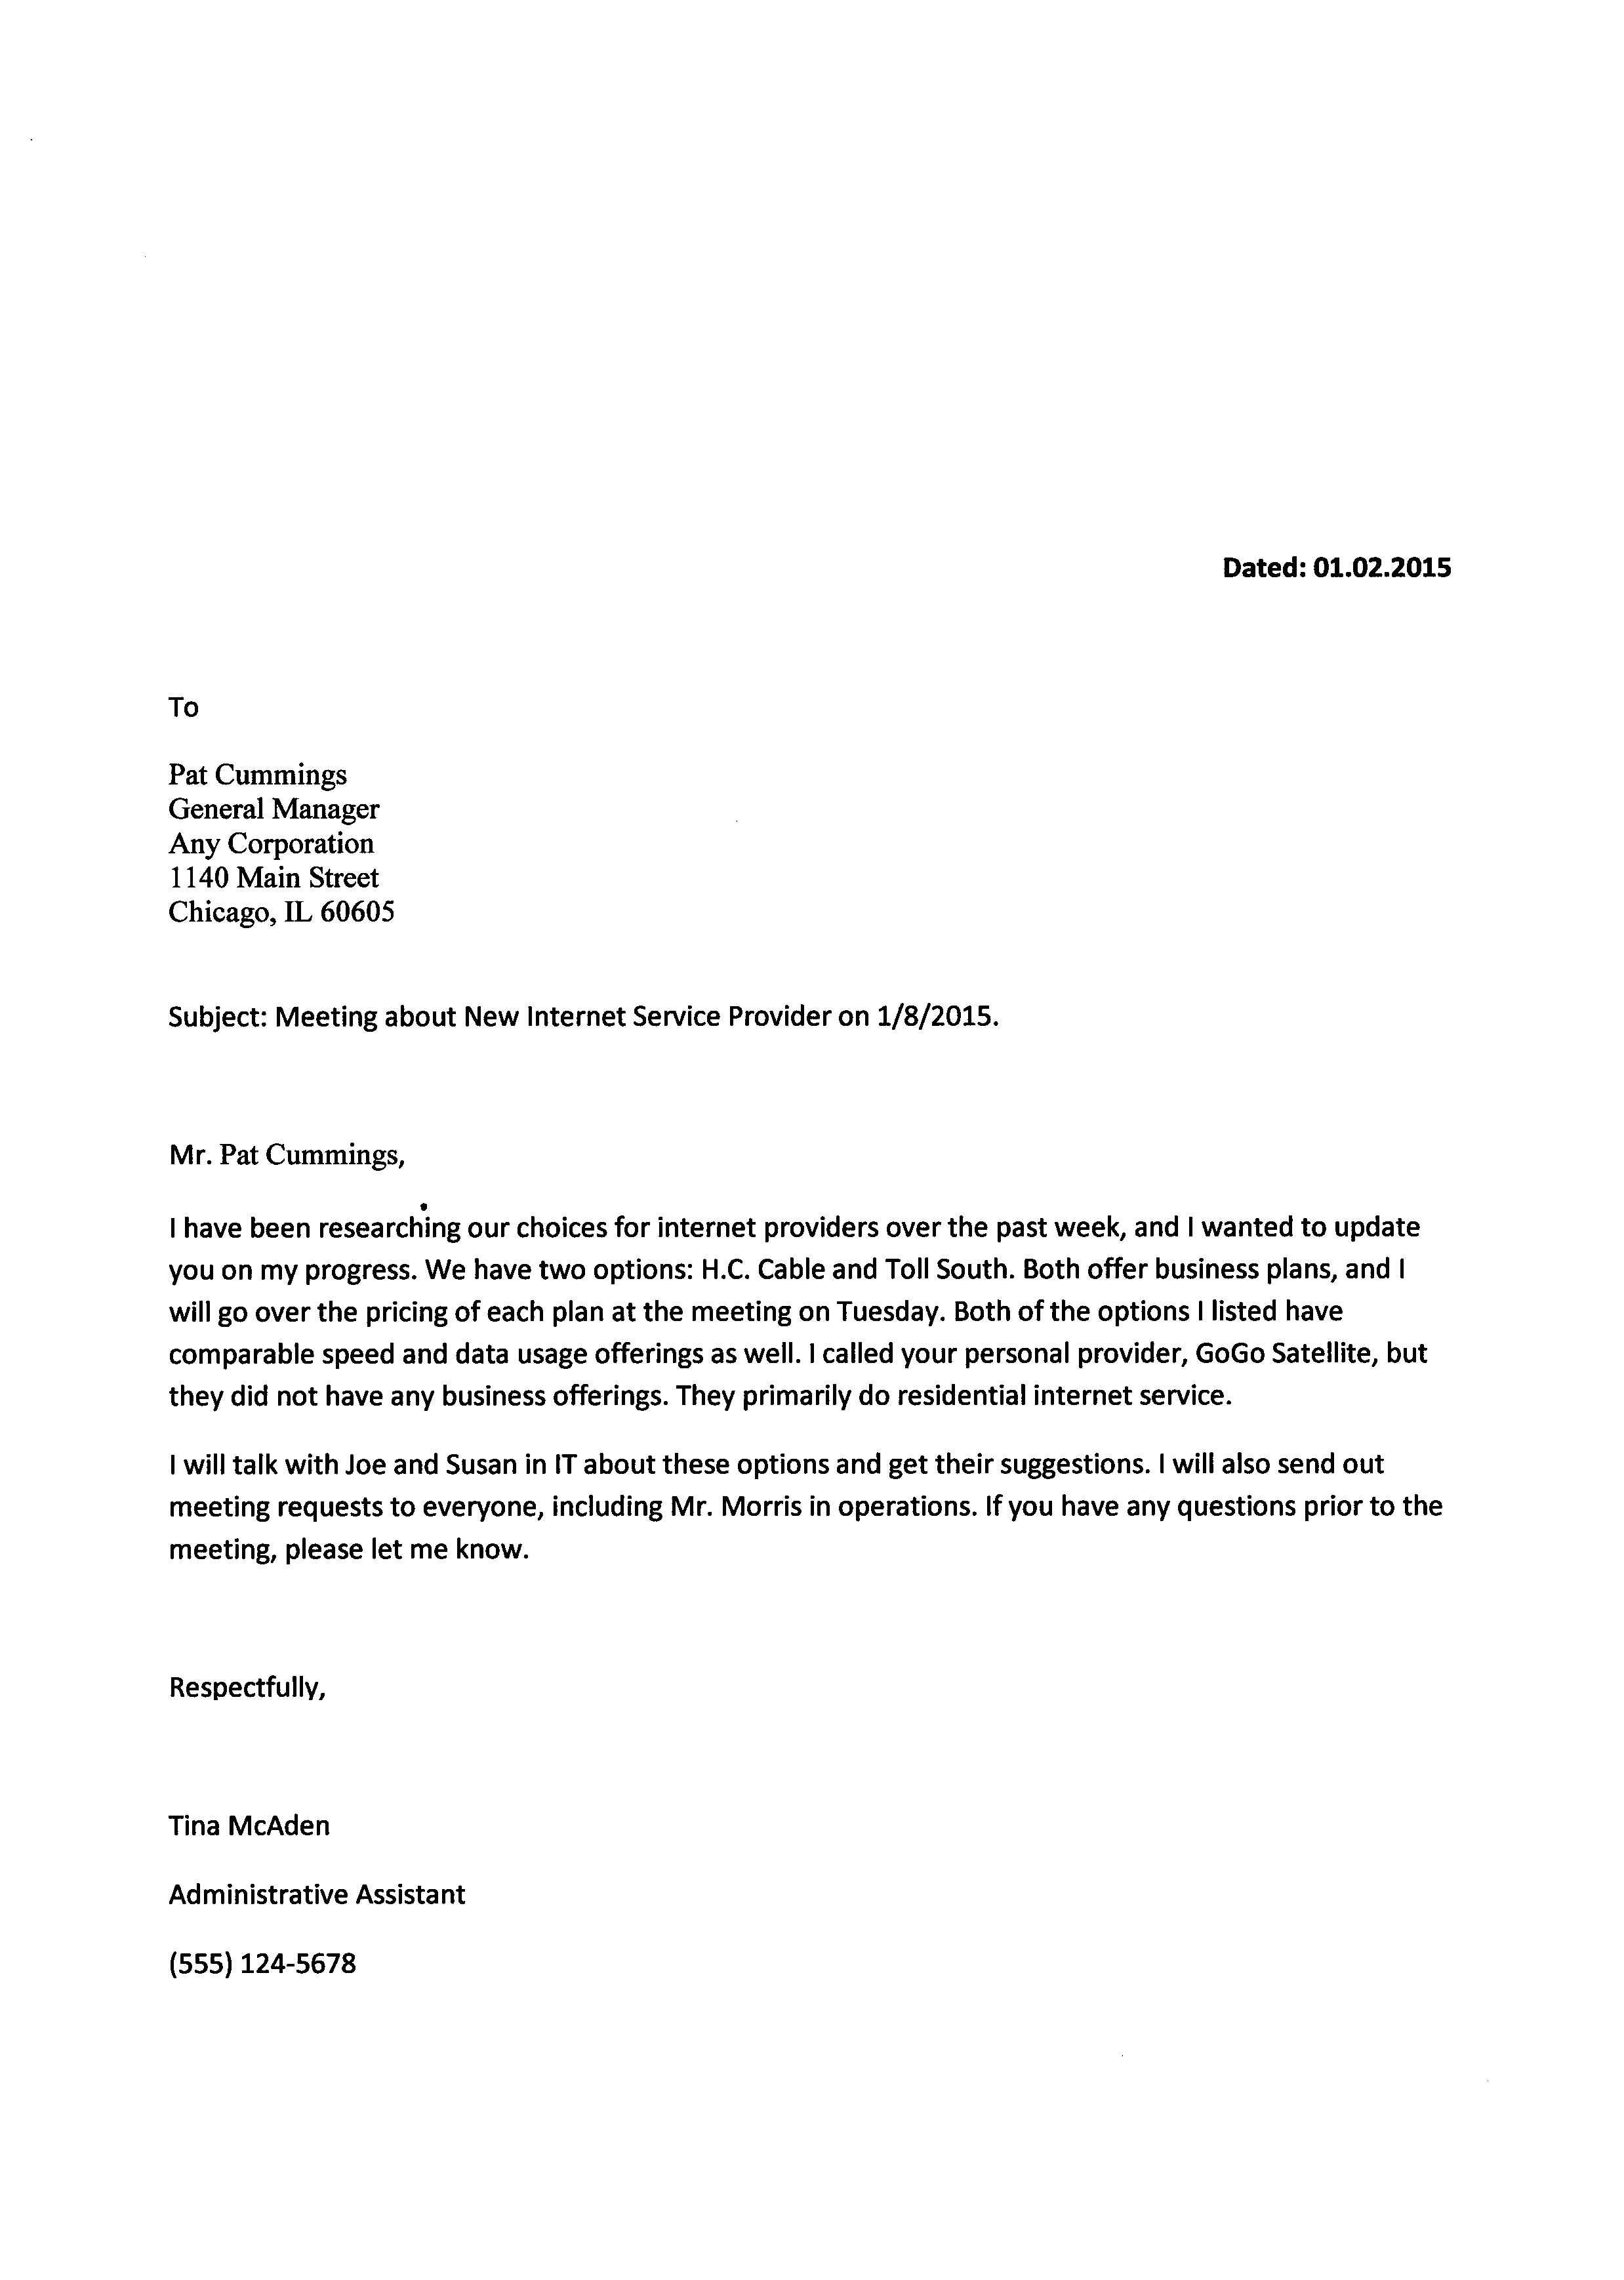 Dated: 01.02.2015
To
Pat Cummings
General Manager
Any Corporation
1140 Main Street
Chicago, IL 60605
Subject: Meeting about New Internet Service Provider on 1/8/2015.
Mr. Pat Cummings,
I have been researching our choices for internet providers over the past week, and I wanted to update
you on my progress. We have two options: H.C. Cable and Toll South. Both offer business plans, and I
will go over the pricing of each plan at the meeting on Tuesday. Both of the options I listed have
comparable speed and data usage offerings as well. I called your personal provider, GoGo Satellite, but
they did not have any business offerings. They primarily do residential internet service.
I will talk with Joe and Susan in IT about these options and get their suggestions. I will also send out
meeting requests to everyone, including Mr. Morris in operations. If you have any questions prior to the
meeting, please let me know.
Respectfully,
Tina McAden
Administrative Assistant
(555) 124-5678